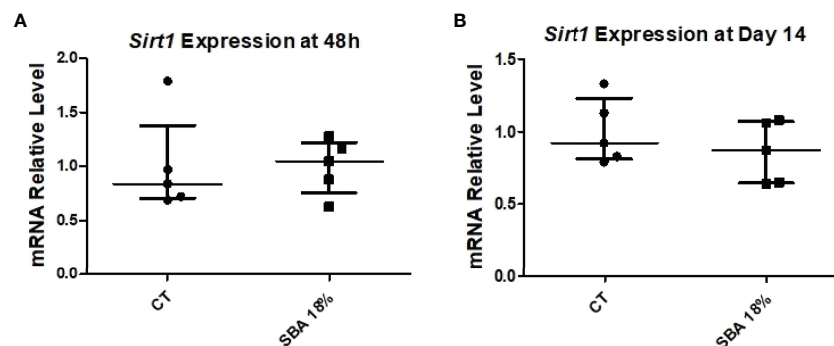 A
Sirt1 Expression at 48h
mRNA Relative Level
2.0
1.5
1.0
0.5
0.0
CT
SBA 18%
B
Sirt1 Expression at Day 14
mRNA Relative Level
1.5
1.0
0.5
0.0
CT
SBA 18%